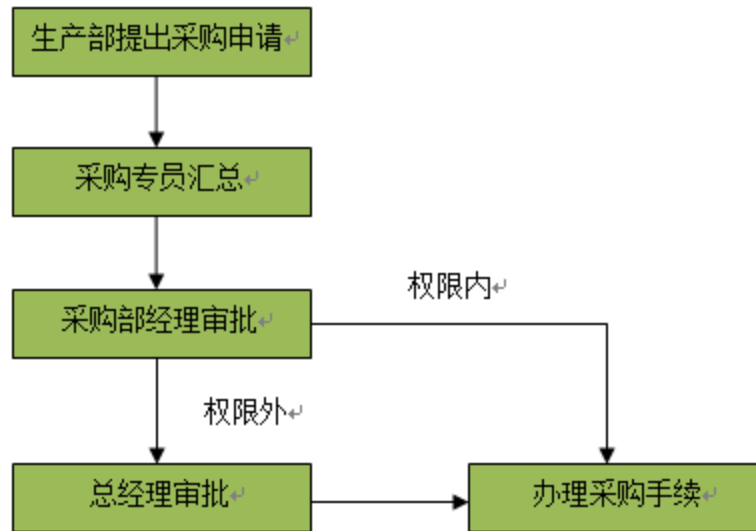 生产部提出采购申请
采购专员汇总
采购部经理审批
权限内
权限外
总经理审批
办理采购手续